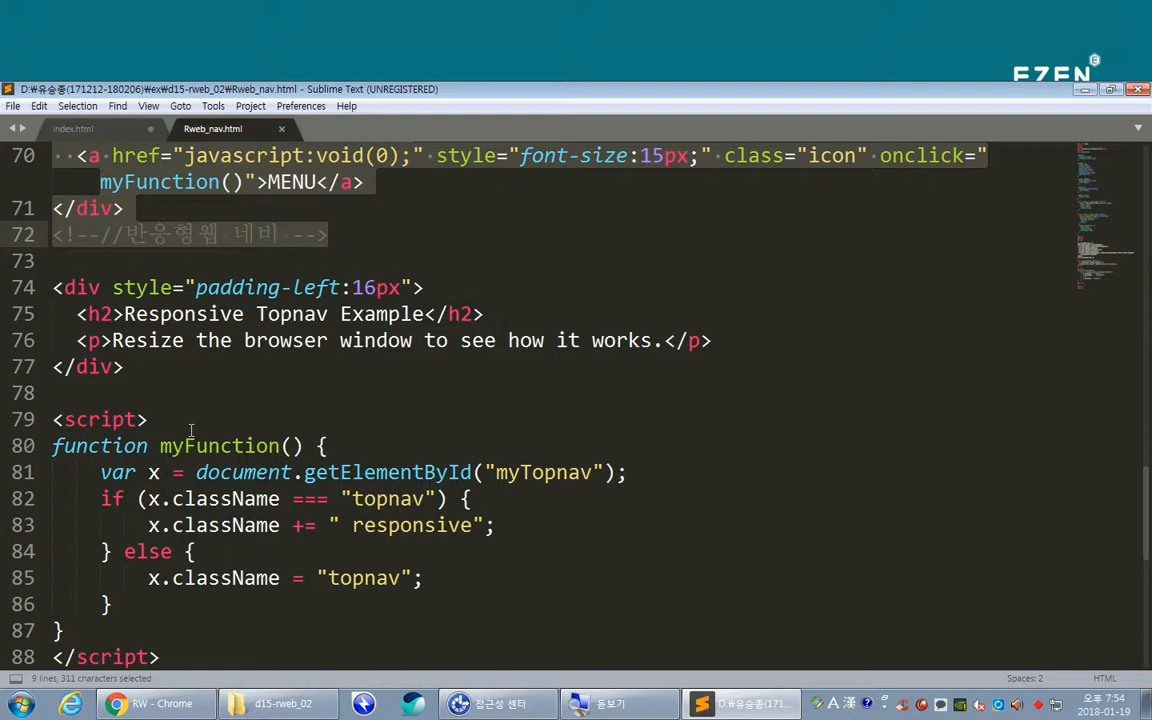 EZEN E
D:\유승종(171212-180206)\ex\d15-rweb_02\Rweb_nav.html - Sublime Text (UNREGISTERED)
File Edit Selection Find View Goto Tools Project Preferences Help
index.html Rweb_nav.html
70 <a href="javascript:void(0);" style="font-size:15px;" class="icon" onclick="
myFunction()">MENU</a>
71 </div>
72 <!--//반응형웹 네비 -->
73
74 <div style="padding-left:16px">
75 <h2>Responsive Topnav Example</h2>
76 <p>Resize the browser window to see how it works.</p>
77 </div>
78
79 <script>
80 function myFunction() {
81 var x = document.getElementById("myTopnav");
82 if (x.className === "topnav") {
83 x.className += " responsive";
84 } else {
85 x.className = "topnav";
86 }
87 }
88 </script>
9 lines, 311 characters selected Spaces: 2 HTML
RW - Chrome d15-rweb_02 접근성 센터 돋보기 D:\유승종(171... A 漢 오후 7:54
2018-01-19